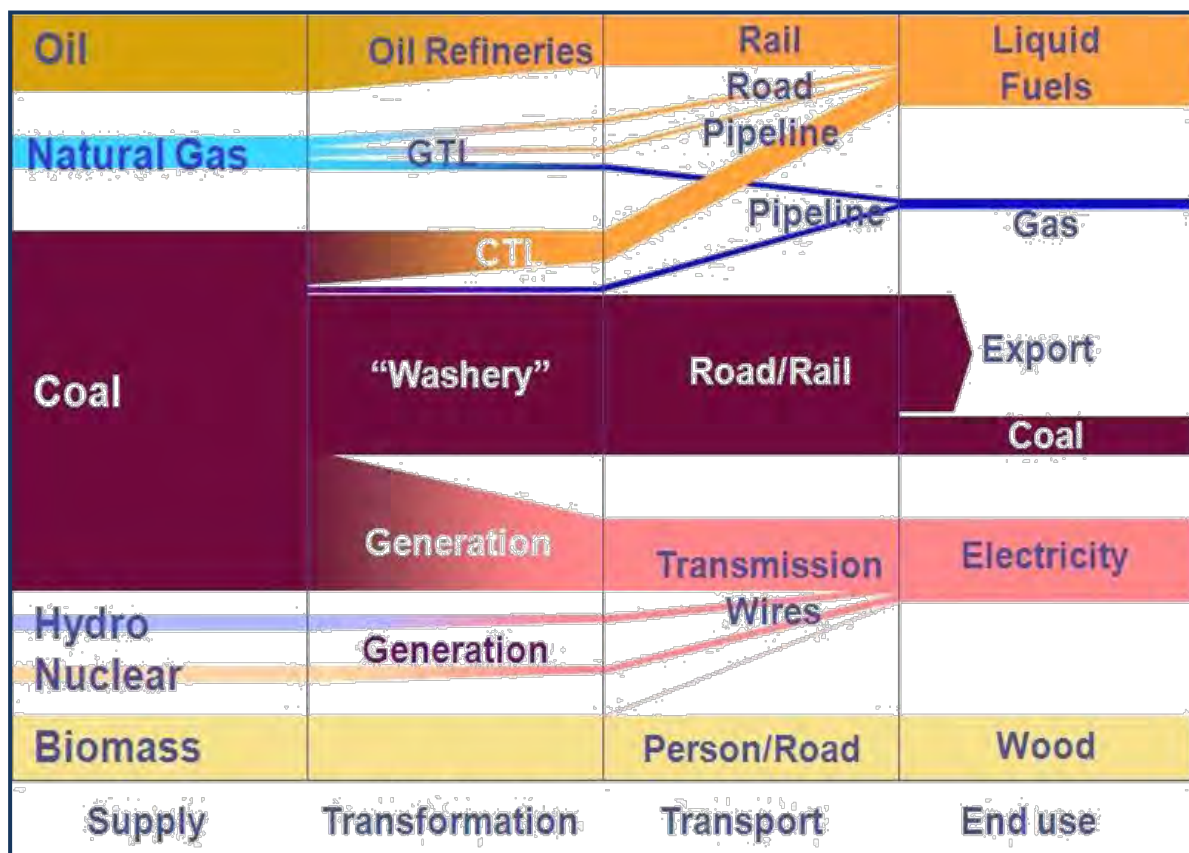 Oil
Oil Refineries
Rail
Road
Pipeline
Liquid
Fuels
Natural Gas
GTL
Pipeline
Gas
CTL
Coal
“Washery”
Road/Rail
Export
Coal
Generation
Transmission
Wires
Electricity
Hydro
Nuclear
Generation
Biomass
Person/Road
Wood
Supply
Transformation
Transport
End use